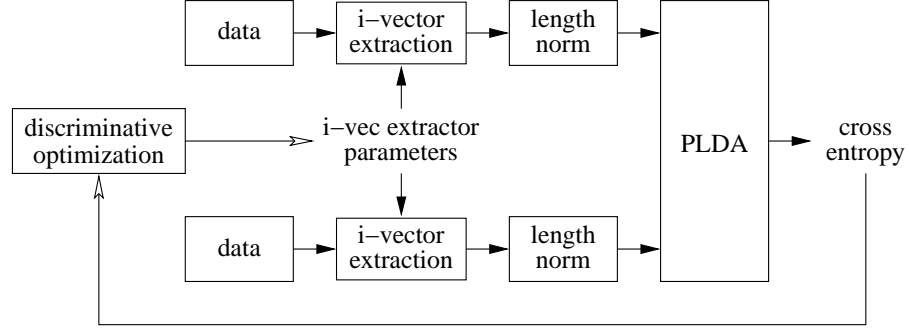 data
i−vector
extraction
length
norm
discriminative
optimization
i−vec extractor
parameters
PLDA
cross
entropy
data
i−vector
extraction
length
norm